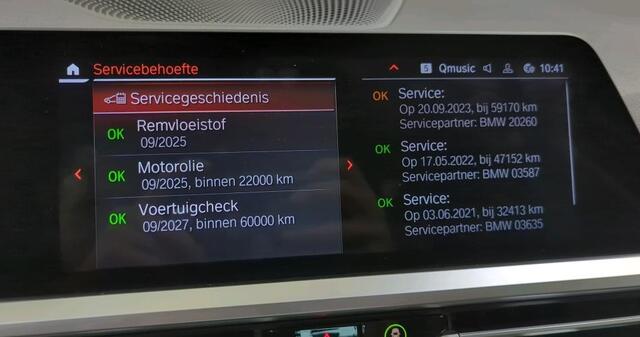 Servicebehoefte
5 Qmusic 10:41
Servicegeschiedenis
OK Remvloeistof
09/2025
OK Motorolie
09/2025, binnen 22000 km
OK Voertuigcheck
09/2027, binnen 60000 km
OK Service:
Op 20.09.2023, bij 59170 km
Servicepartner: BMW 20260
OK Service:
Op 17.05.2022, bij 47152 km
Servicepartner: BMW 03587
OK Service:
Op 03.06.2021, bij 32413 km
Servicepartner: BMW 03635